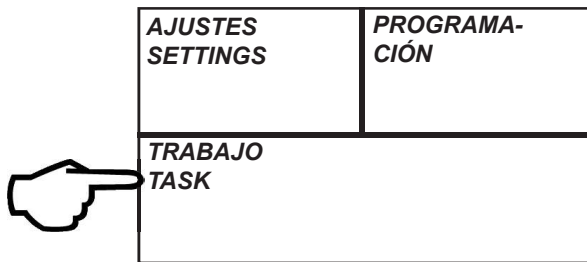 AJUSTES
SETTINGS
PROGRAMA-
CIÓN
TRABAJO
TASK